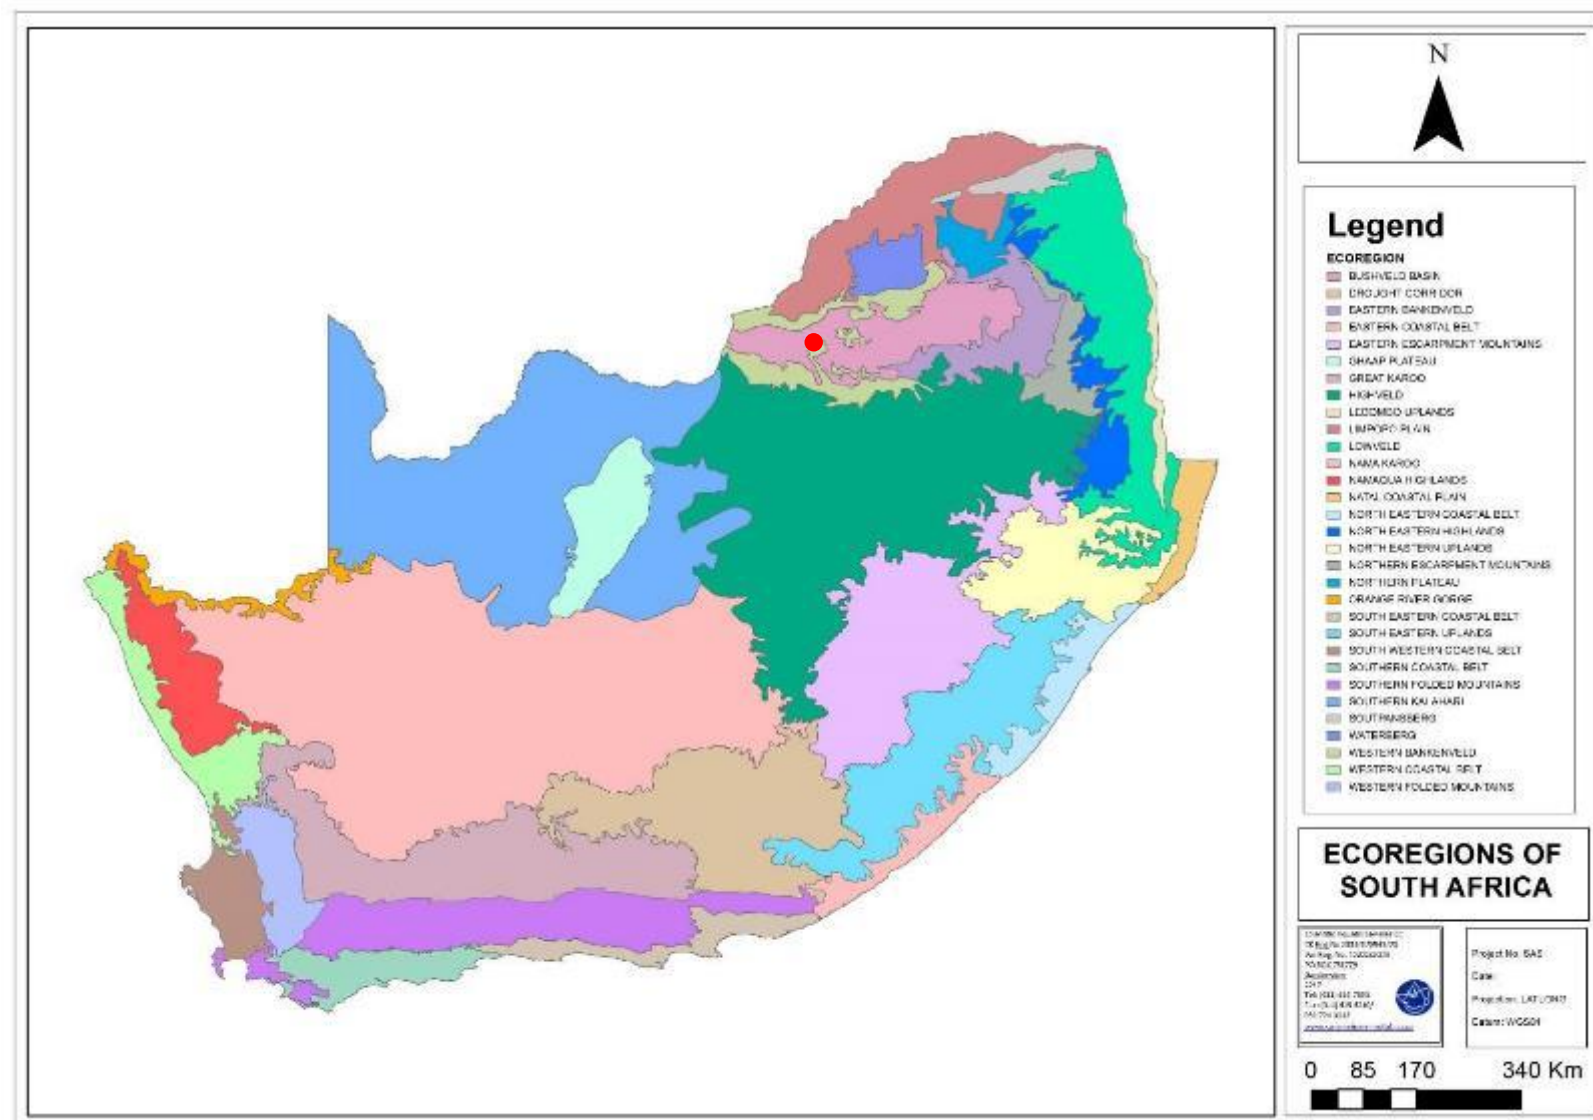 N
Legend
ECOREGION
BUSHVELD BASIN
DROUGHT CORRIDOR
EASTERN BANKENVELD
EASTERN COASTAL BELT
EASTERN ESCARPMENT MOUNTAINS
GHAAP PLATEAU
GREAT KAROO
HIGHVELD
LEBOMBO UPLANDS
LIMPOPO PLAIN
LOWVELD
NAMA KAROO
NAMAQUA HIGHLANDS
NATAL COASTAL PLAIN
NORTH EASTERN COASTAL BELT
NORTH EASTERN HIGHLANDS
NORTH EASTERN UPLANDS
NORTHERN ESCARPMENT MOUNTAINS
NORTHERN PLATEAU
ORANGE RIVER GORGE
SOUTH EASTERN COASTAL BELT
SOUTH EASTERN UPLANDS
SOUTH WESTERN COASTAL BELT
SOUTHERN COASTAL BELT
SOUTHERN FOLDED MOUNTAINS
SOUTHERN KALAHARI
SOUTPANSBERG
WATERBERG
WESTERN BANKENVELD
WESTERN COASTAL BELT
WESTERN FOLDED MOUNTAINS
ECOREGIONS OF
SOUTH AFRICA
Project No: SAS
Date:
Projection: LAT LONG
Datum: WGS84
0 85 170 340 Km